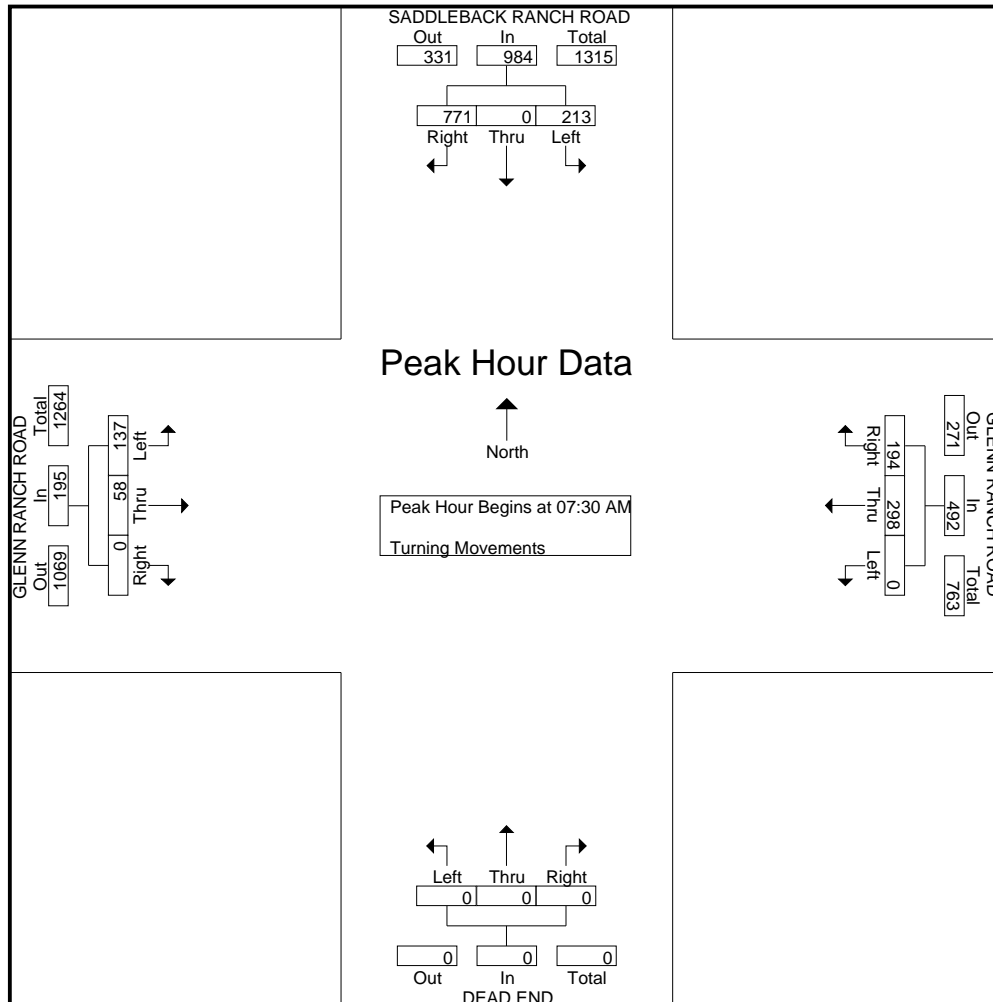 SADDLEBACK RANCH ROAD
Out In Total
331 984 1315
771 0 213
Right Thru Left
Peak Hour Data
North
Peak Hour Begins at 07:30 AM
Turning Movements
GLENN RANCH ROAD
Out In Total
1069 195 1264
0 58 137
Right Thru Left
GLENN RANCH ROAD
Out In Total
271 492 763
194 298 0
Right Thru Left
Left Thru Right
0 0 0
0 0 0
Out In Total
DEAD END